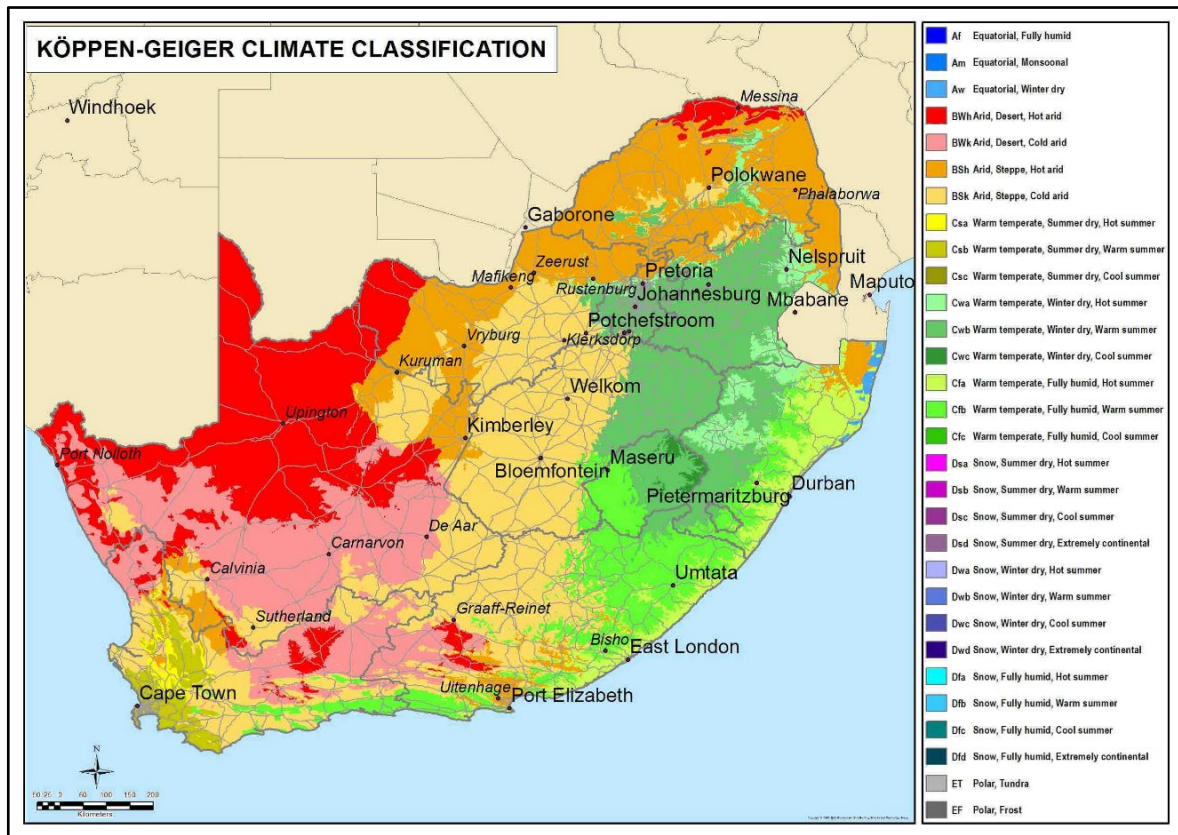 KÖPPEN-GEIGER CLIMATE CLASSIFICATION
Windhoek
Messina
Polokwane
Phalaborwa
Gaborone
Zeerust
Nelspruit
Mafikeng
Pretoria
Rustenburg
Maputo
Johannesburg
Mbabane
Potchefstroom
Vryburg
Klerksdorp
Kuruman
Welkom
Upington
Kimberley
Port Nolloth
Bloemfontein
Maseru
Durban
Pietermaritzburg
De Aar
Carnarvon
Calvinia
Umtata
Sutherland
Graaff-Reinet
Bisho
East London
Uitenhage
Cape Town
Port Elizabeth
N
50 25 0 50 100 150 200
Kilometers
Af Equatorial, Fully humid
Am Equatorial, Monsoonal
Aw Equatorial, Winter dry
BWh Arid, Desert, Hot arid
BWk Arid, Desert, Cold arid
BSh Arid, Steppe, Hot arid
BSk Arid, Steppe, Cold arid
Csa Warm temperate, Summer dry, Hot summer
Csb Warm temperate, Summer dry, Warm summer
Csc Warm temperate, Summer dry, Cool summer
Cwa Warm temperate, Winter dry, Hot summer
Cwb Warm temperate, Winter dry, Warm summer
Cwc Warm temperate, Winter dry, Cool summer
Cfa Warm temperate, Fully humid, Hot summer
Cfb Warm temperate, Fully humid, Warm summer
Cfc Warm temperate, Fully humid, Cool summer
Dsa Snow, Summer dry, Hot summer
Dsb Snow, Summer dry, Warm summer
Dsc Snow, Summer dry, Cool summer
Dsd Snow, Summer dry, Extremely continental
Dwa Snow, Winter dry, Hot summer
Dwb Snow, Winter dry, Warm summer
Dwc Snow, Winter dry, Cool summer
Dwd Snow, Winter dry, Extremely continental
Dfa Snow, Fully humid, Hot summer
Dfb Snow, Fully humid, Warm summer
Dfc Snow, Fully humid, Cool summer
Dfd Snow, Fully humid, Extremely continental
ET Polar, Tundra
EF Polar, Frost